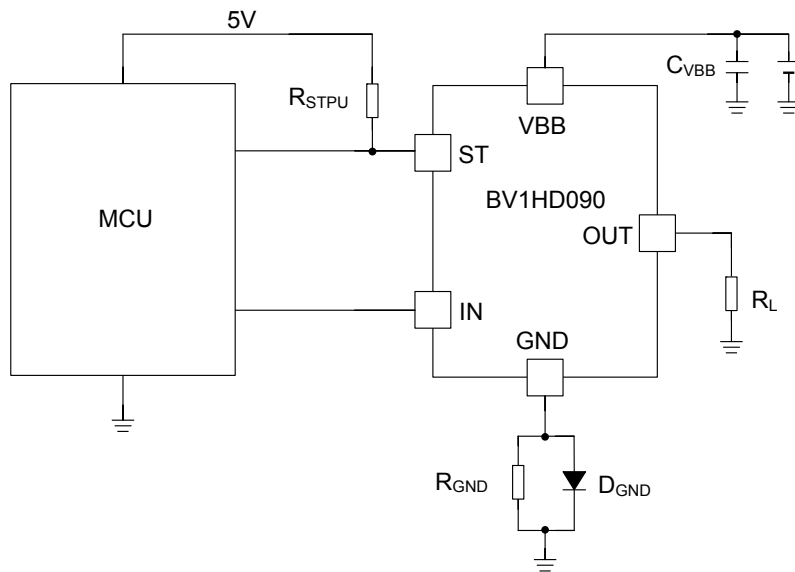 5V
CVBB
RSTPU
VBB
ST
BV1HD090
MCU
OUT
IN
RL
GND
RGND
DGND